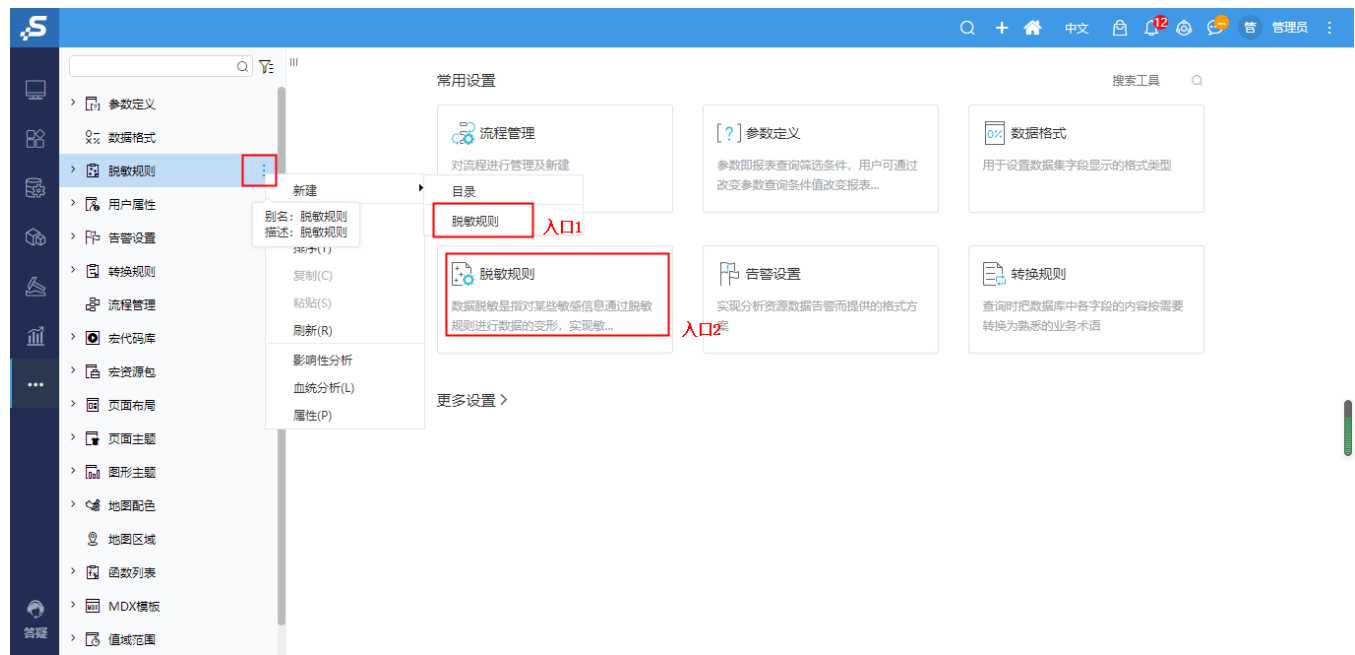 S
12
中文
管
管理员
参数定义
数据格式
脱敏规则
用户属性
告警设置
转换规则
流程管理
宏代码库
宏资源包
页面布局
页面主题
图形主题
地图配色
地图区域
函数列表
MDX模板
值域范围
答疑
新建
别名：脱敏规则
描述：脱敏规则
排序(T)
复制(C)
粘贴(S)
刷新(R)
影响性分析
血统分析(L)
属性(P)
目录
脱敏规则
入口1
常用设置
搜索工具
流程管理
对流程进行管理及新建
参数定义
参数即报表查询筛选条件，用户可通过
改变参数查询条件值改变报表...
数据格式
用于设置数据集字段显示的格式类型
脱敏规则
数据脱敏是指对某些敏感信息通过脱敏
规则进行数据的变形，实现敏...
入口2
告警设置
实现分析资源数据告警而提供的格式方
案
转换规则
查询时把数据库中各字段的内容按需要
转换为熟悉的业务术语
更多设置